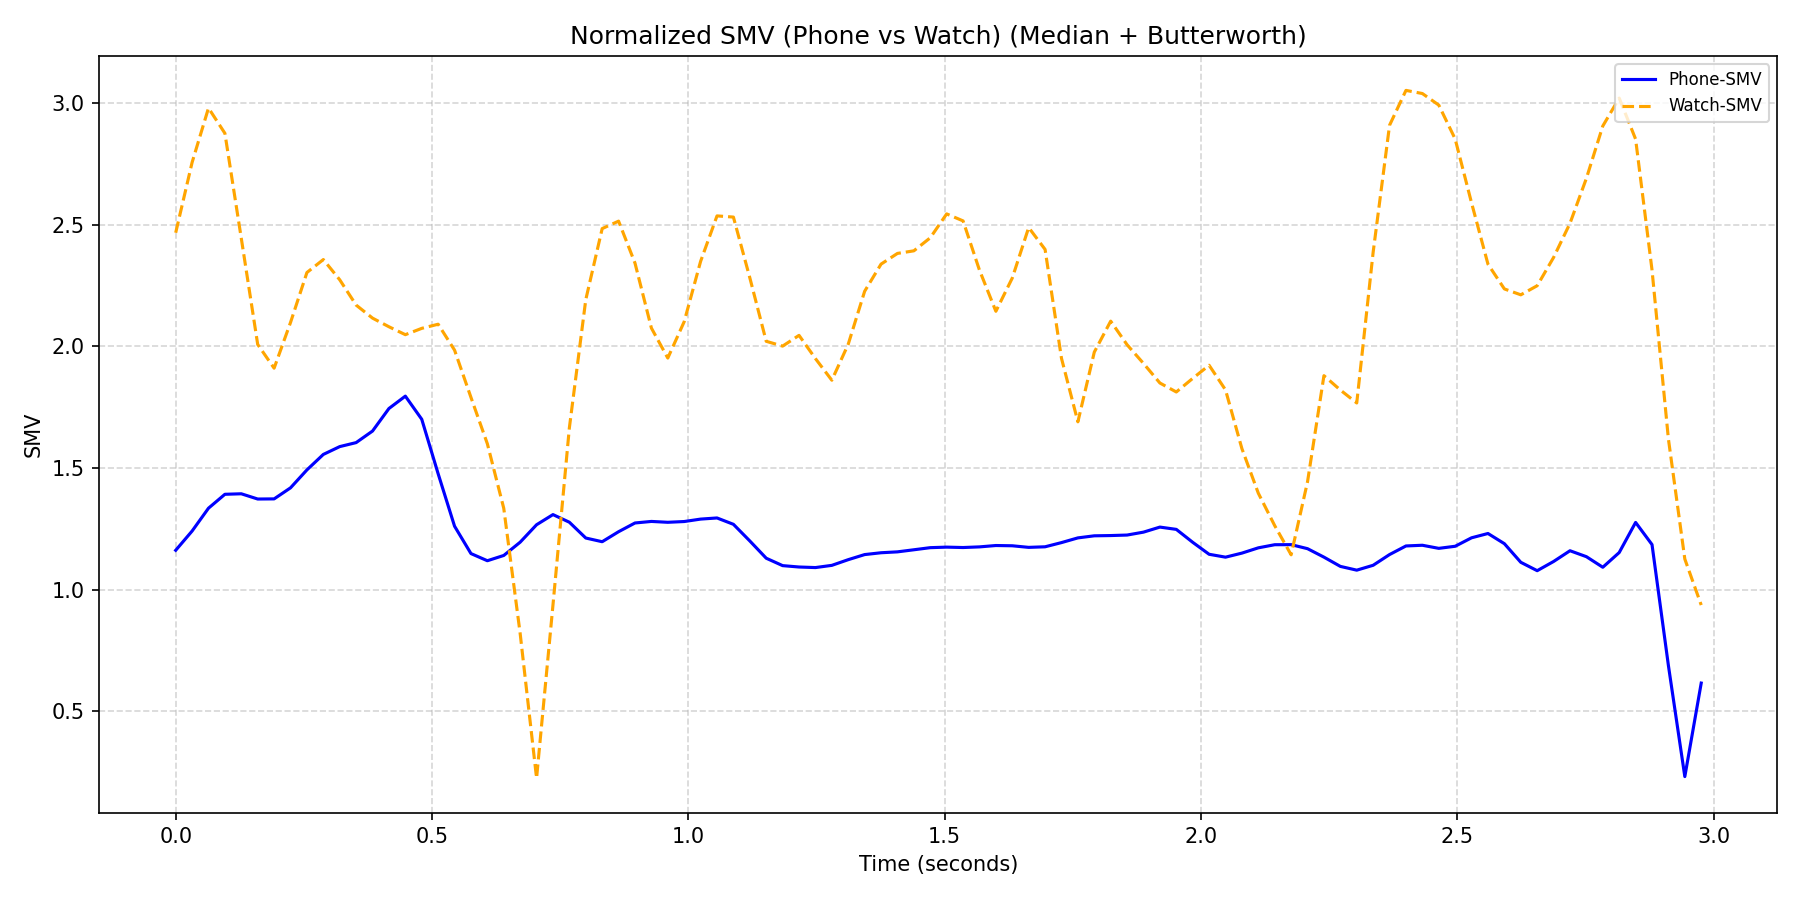 Normalized SMV (Phone vs Watch) (Median + Butterworth)
Phone-SMV
Watch-SMV
3.0
2.5
2.0
1.5
1.0
0.5
SMV
0.0 0.5 1.0 1.5 2.0 2.5 3.0
Time (seconds)